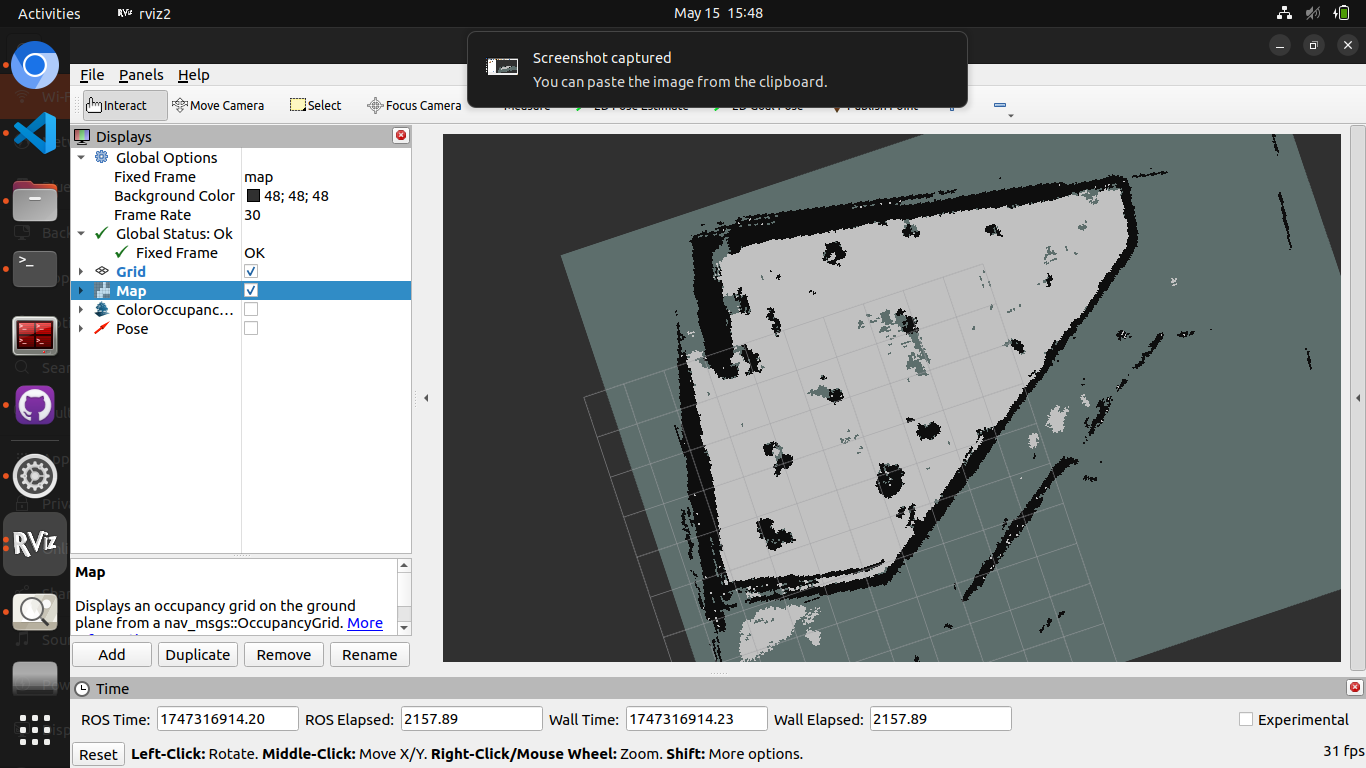 Activities
rviz2
May 15 15:48
Screenshot captured
You can paste the image from the clipboard.
File Panels Help
Interact Move Camera Select Focus Camera
Displays
Global Options
Fixed Frame map
Background Color 48; 48; 48
Frame Rate 30
Global Status: Ok
Fixed Frame OK
Grid
Map
ColorOccupanc...
Pose
RViz
Map
Displays an occupancy grid on the ground
plane from a nav_msgs::OccupancyGrid. More
Add Duplicate Remove Rename
Time
ROS Time: 1747316914.20 ROS Elapsed: 2157.89 Wall Time: 1747316914.23 Wall Elapsed: 2157.89 Experimental
Reset Left-Click: Rotate. Middle-Click: Move X/Y. Right-Click/Mouse Wheel: Zoom. Shift: More options. 31 fps